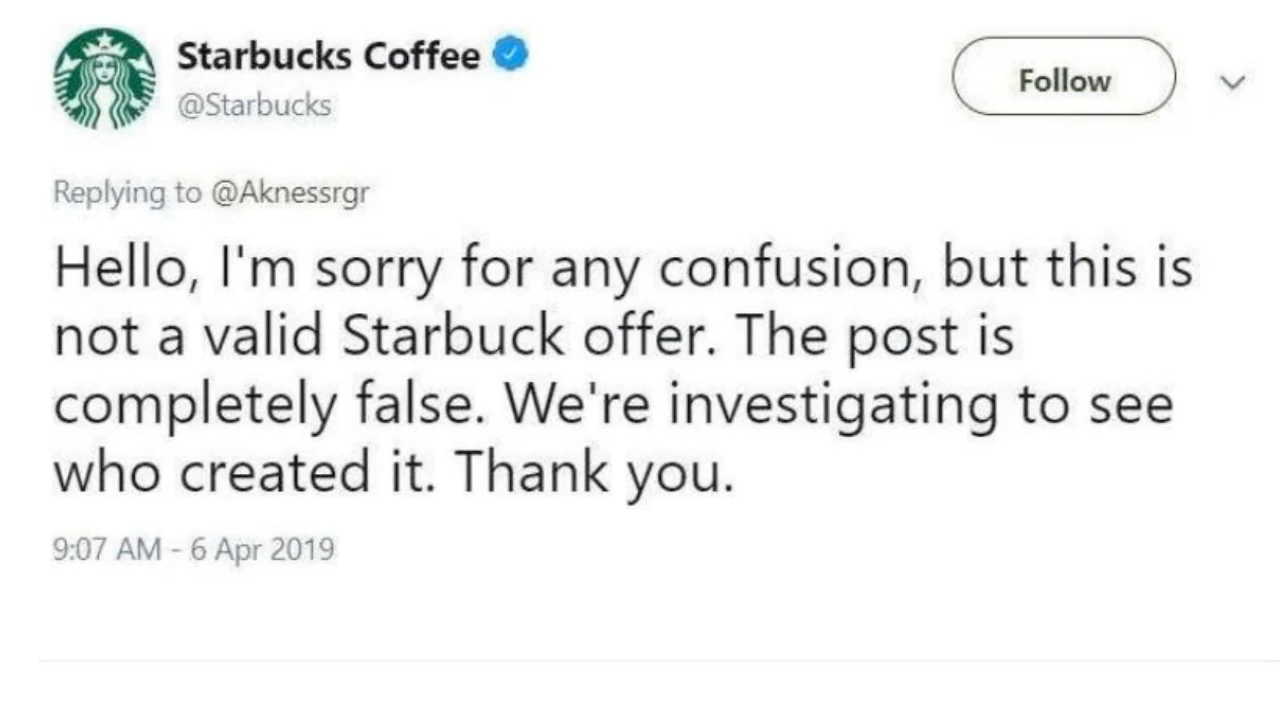 Starbucks Coffee
@Starbucks
Follow
Replying to @Aknessrgr
Hello, I'm sorry for any confusion, but this is
not a valid Starbuck offer. The post is
completely false. We're investigating to see
who created it. Thank you.
9:07 AM - 6 Apr 2019